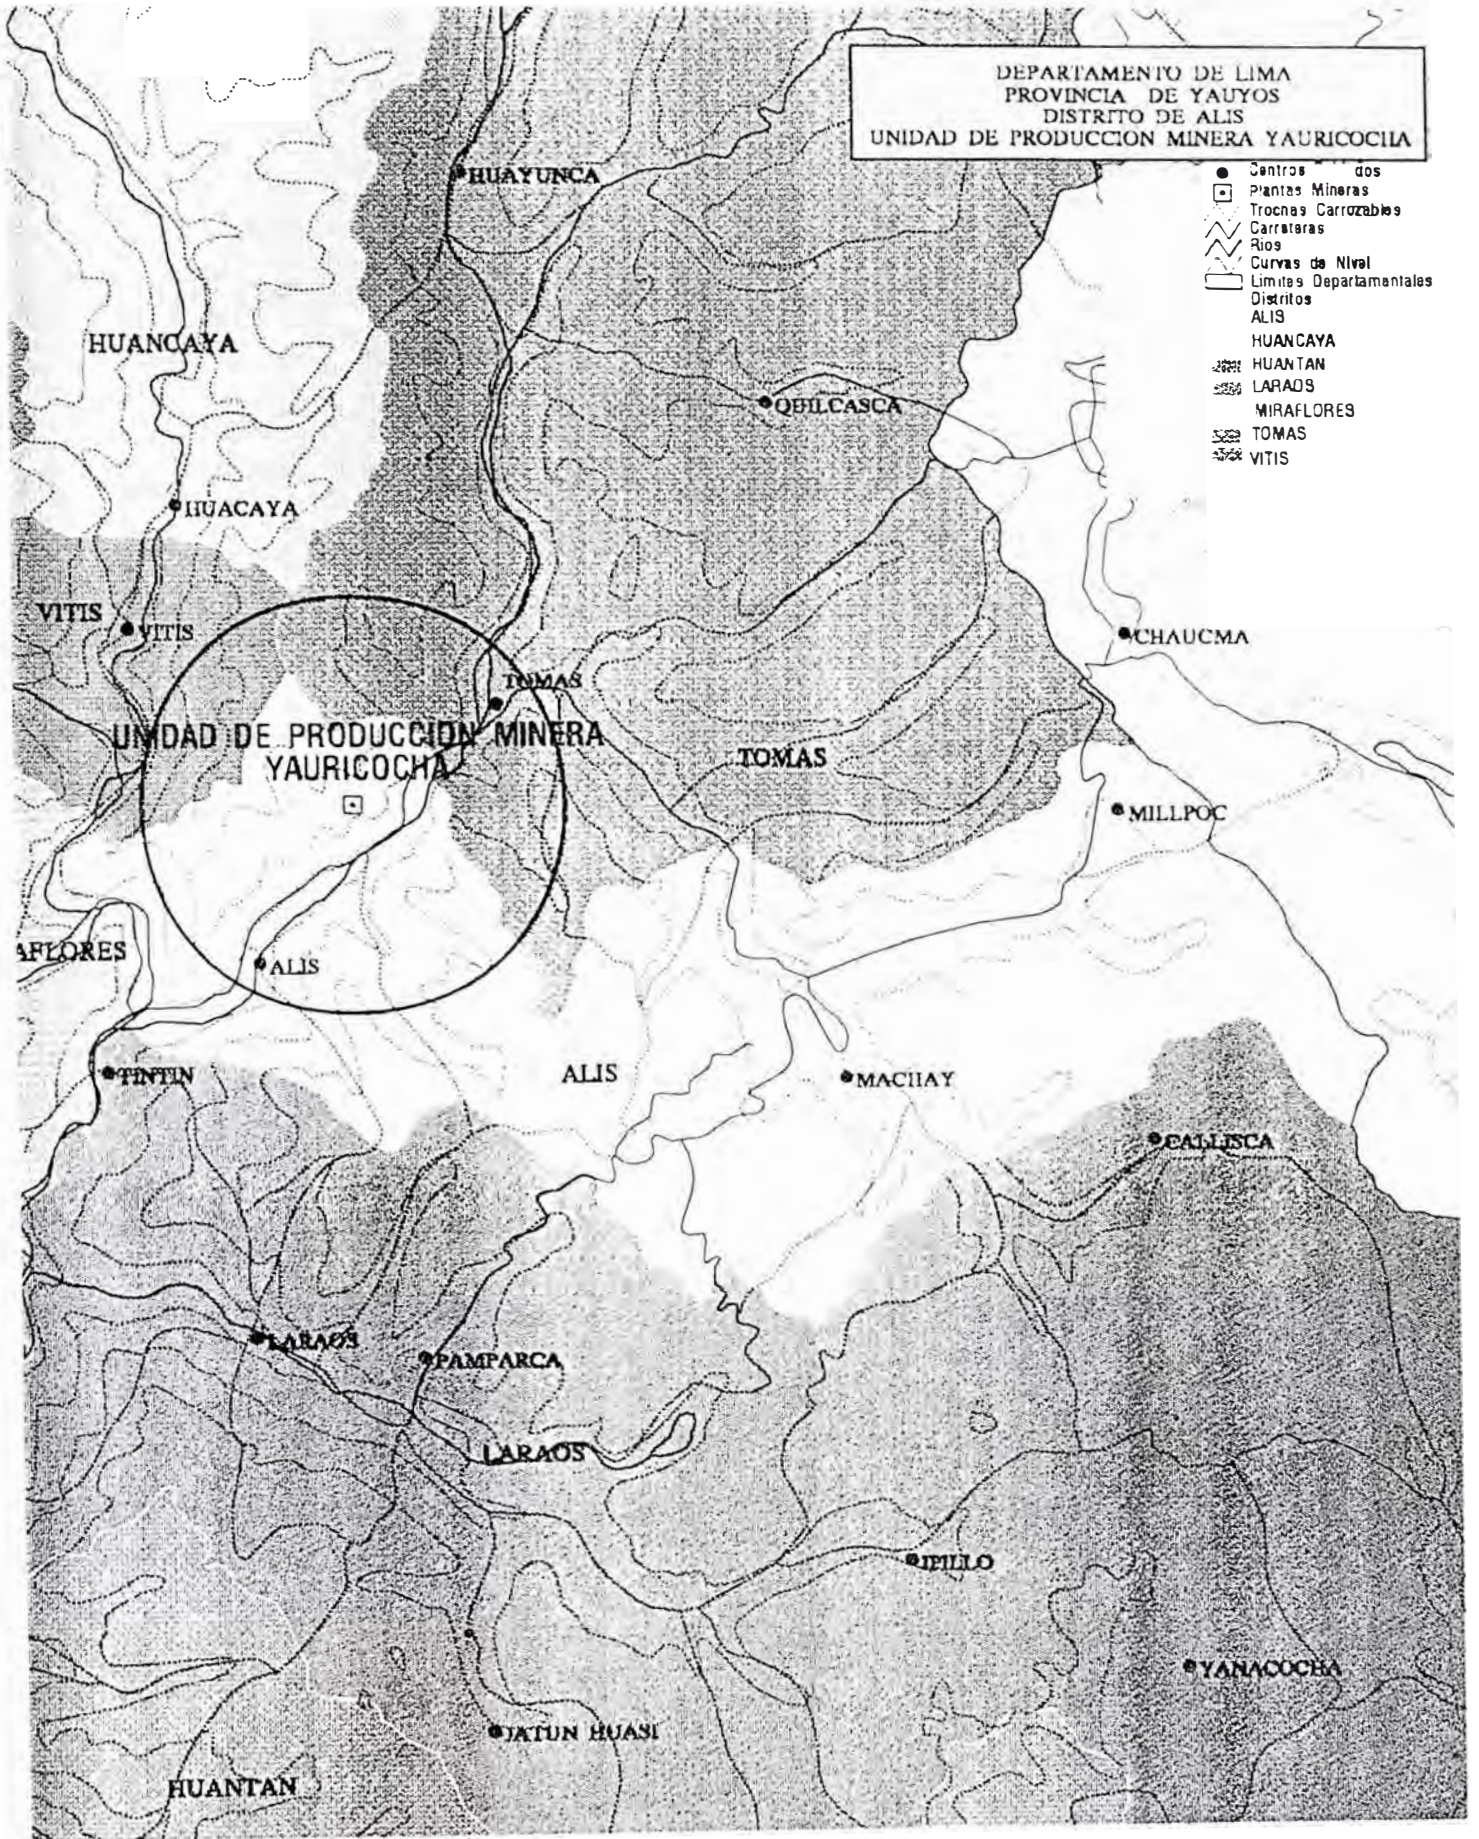 DEPARTAMENTO DE LIMA
PROVINCIA DE YAUYOS
DISTRITO DE ALIS
UNIDAD DE PRODUCCION MINERA YAURICOCHA
Centros dos
Plantas Mineras
Trochas Carrozables
Carreteras
Rios
Curvas de Nivel
Limites Departamentales
Distritos
ALIS
HUANCAYA
HUANTAN
LARAOS
MIRAFLORES
TOMAS
VITIS
HUAYUNCA
HUANCAYA
QUILCASCA
HUACAYA
VITIS
VITIS
CHAUCMA
TOMAS
UNIDAD DE PRODUCCION MINERA
YAURICOCHA
TOMAS
MILLPOC
AFLORES
ALIS
TINTIN
ALIS
MACHAY
CALLISCA
LARAOS
PAMPARCA
LARAOS
IPILLO
YANACOCHA
JATUN HUASI
HUANTAN